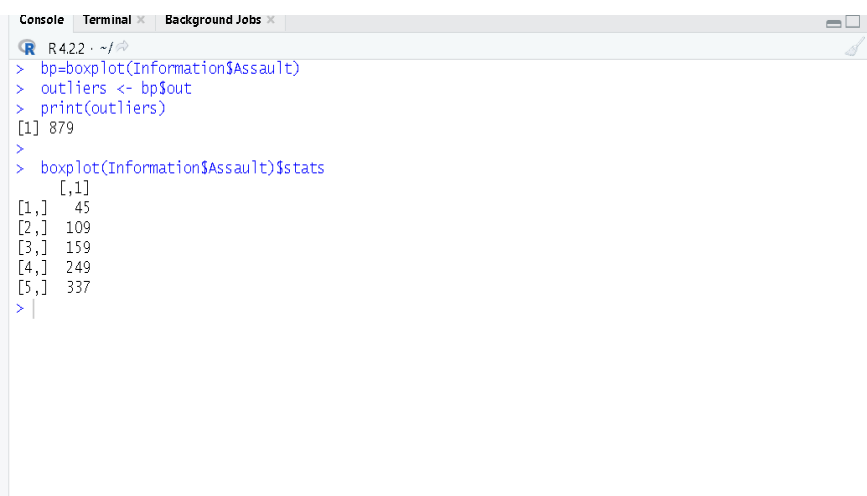 Console Terminal × Background Jobs ×
R R 4.2.2 · ~/
> bp=boxplot(Information$Assault)
> outliers <- bp$out
> print(outliers)
[1] 879
>
> boxplot(Information$Assault)$stats
[,1]
[1,] 45
[2,] 109
[3,] 159
[4,] 249
[5,] 337
>